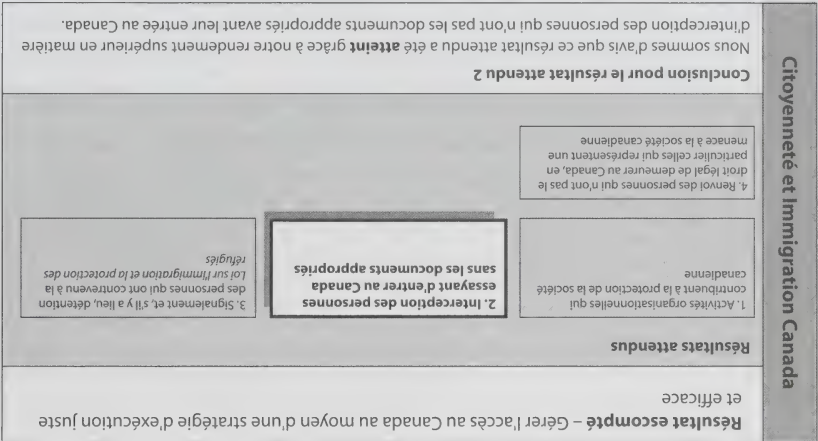 Citoyenneté et Immigration Canada
Résultat escompté – Gérer l'accès au Canada au moyen d'une stratégie d'exécution juste
et efficace
Résultats attendus
1. Activités organisationnelles qui
contribuent à la protection de la société
canadienne
2. Interception des personnes
essayant d'entrer au Canada
sans les documents appropriés
3. Signalement et, s'il y a lieu, détention
des personnes qui ont contrevenu à la
Loi sur l'immigration et la protection des
réfugiés
4. Renvoi des personnes qui n'ont pas le
droit légal de demeurer au Canada, en
particulier celles qui représentent une
menace à la société canadienne
Conclusion pour le résultat attendu 2
Nous sommes d'avis que ce résultat attendu a été atteint grâce à notre rendement supérieur en matière
d'interception des personnes qui n'ont pas les documents appropriés avant leur entrée au Canada.